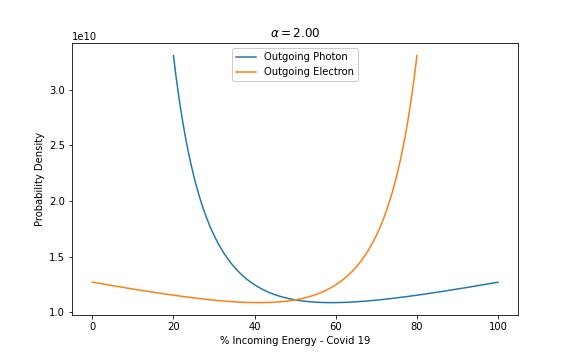 α = 2.00
1e10
Outgoing Photon
Outgoing Electron
3.0
2.5
2.0
1.5
1.0
Probability Density
0
20
40
60
80
100
% Incoming Energy - Covid 19